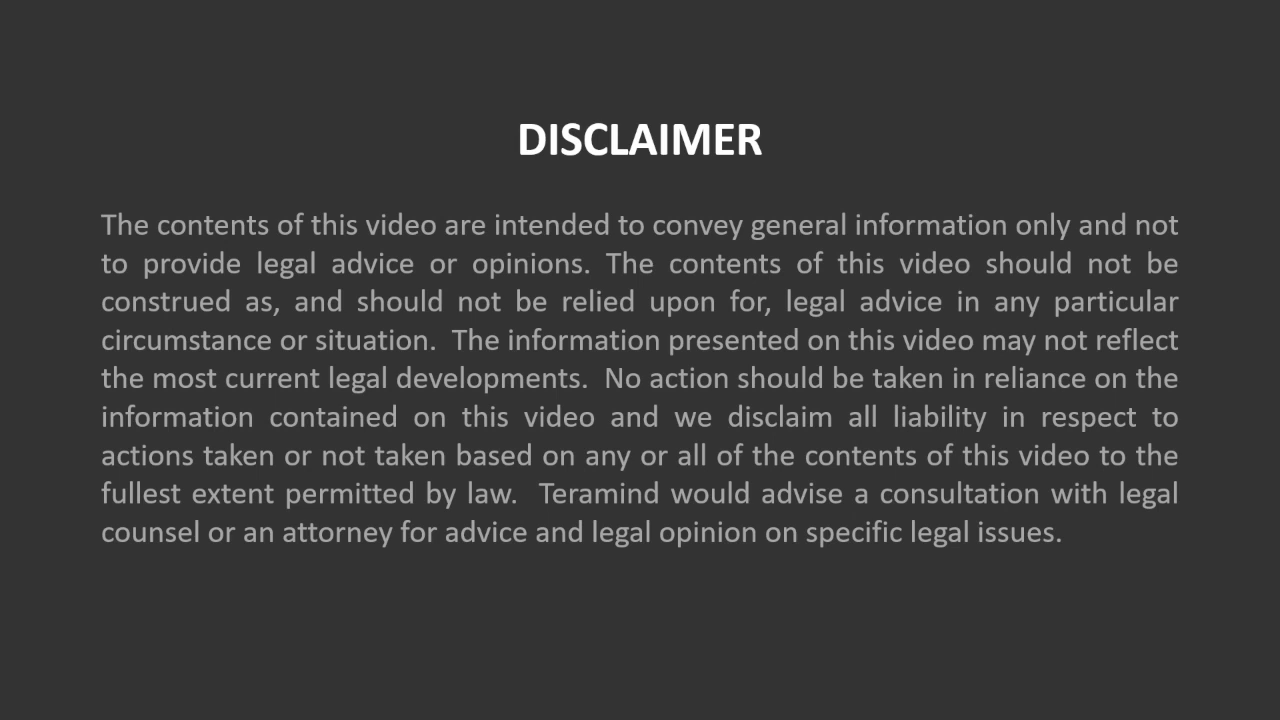 DISCLAIMER
The contents of this video are intended to convey general information only and not
to provide legal advice or opinions. The contents of this video should not be
construed as, and should not be relied upon for, legal advice in any particular
circumstance or situation.  The information presented on this video may not reflect
the most current legal developments.  No action should be taken in reliance on the
information contained on this video and we disclaim all liability in respect to
actions taken or not taken based on any or all of the contents of this video to the
fullest extent permitted by law.  Teramind would advise a consultation with legal
counsel or an attorney for advice and legal opinion on specific legal issues.